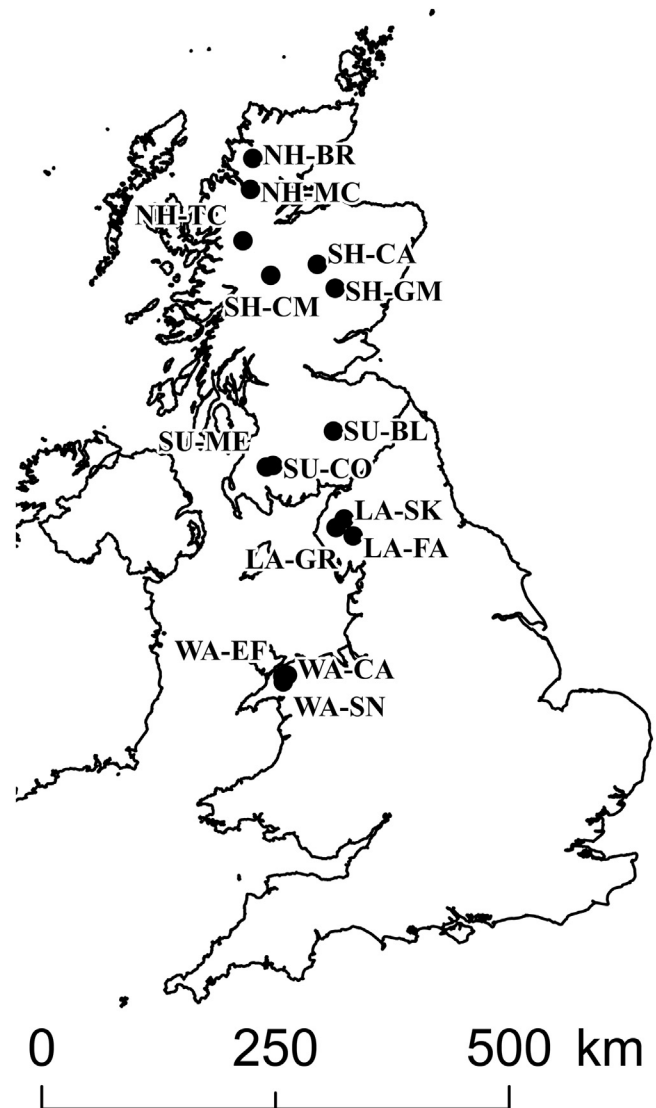 NH-BR
NH-MC
NH-TC
SH-CA
SH-GM
SH-CM
SU-BL
SU-ME
SU-CO
LA-SK
LA-FA
LA-GR
WA-EF
WA-CA
WA-SN
0 250 500 km